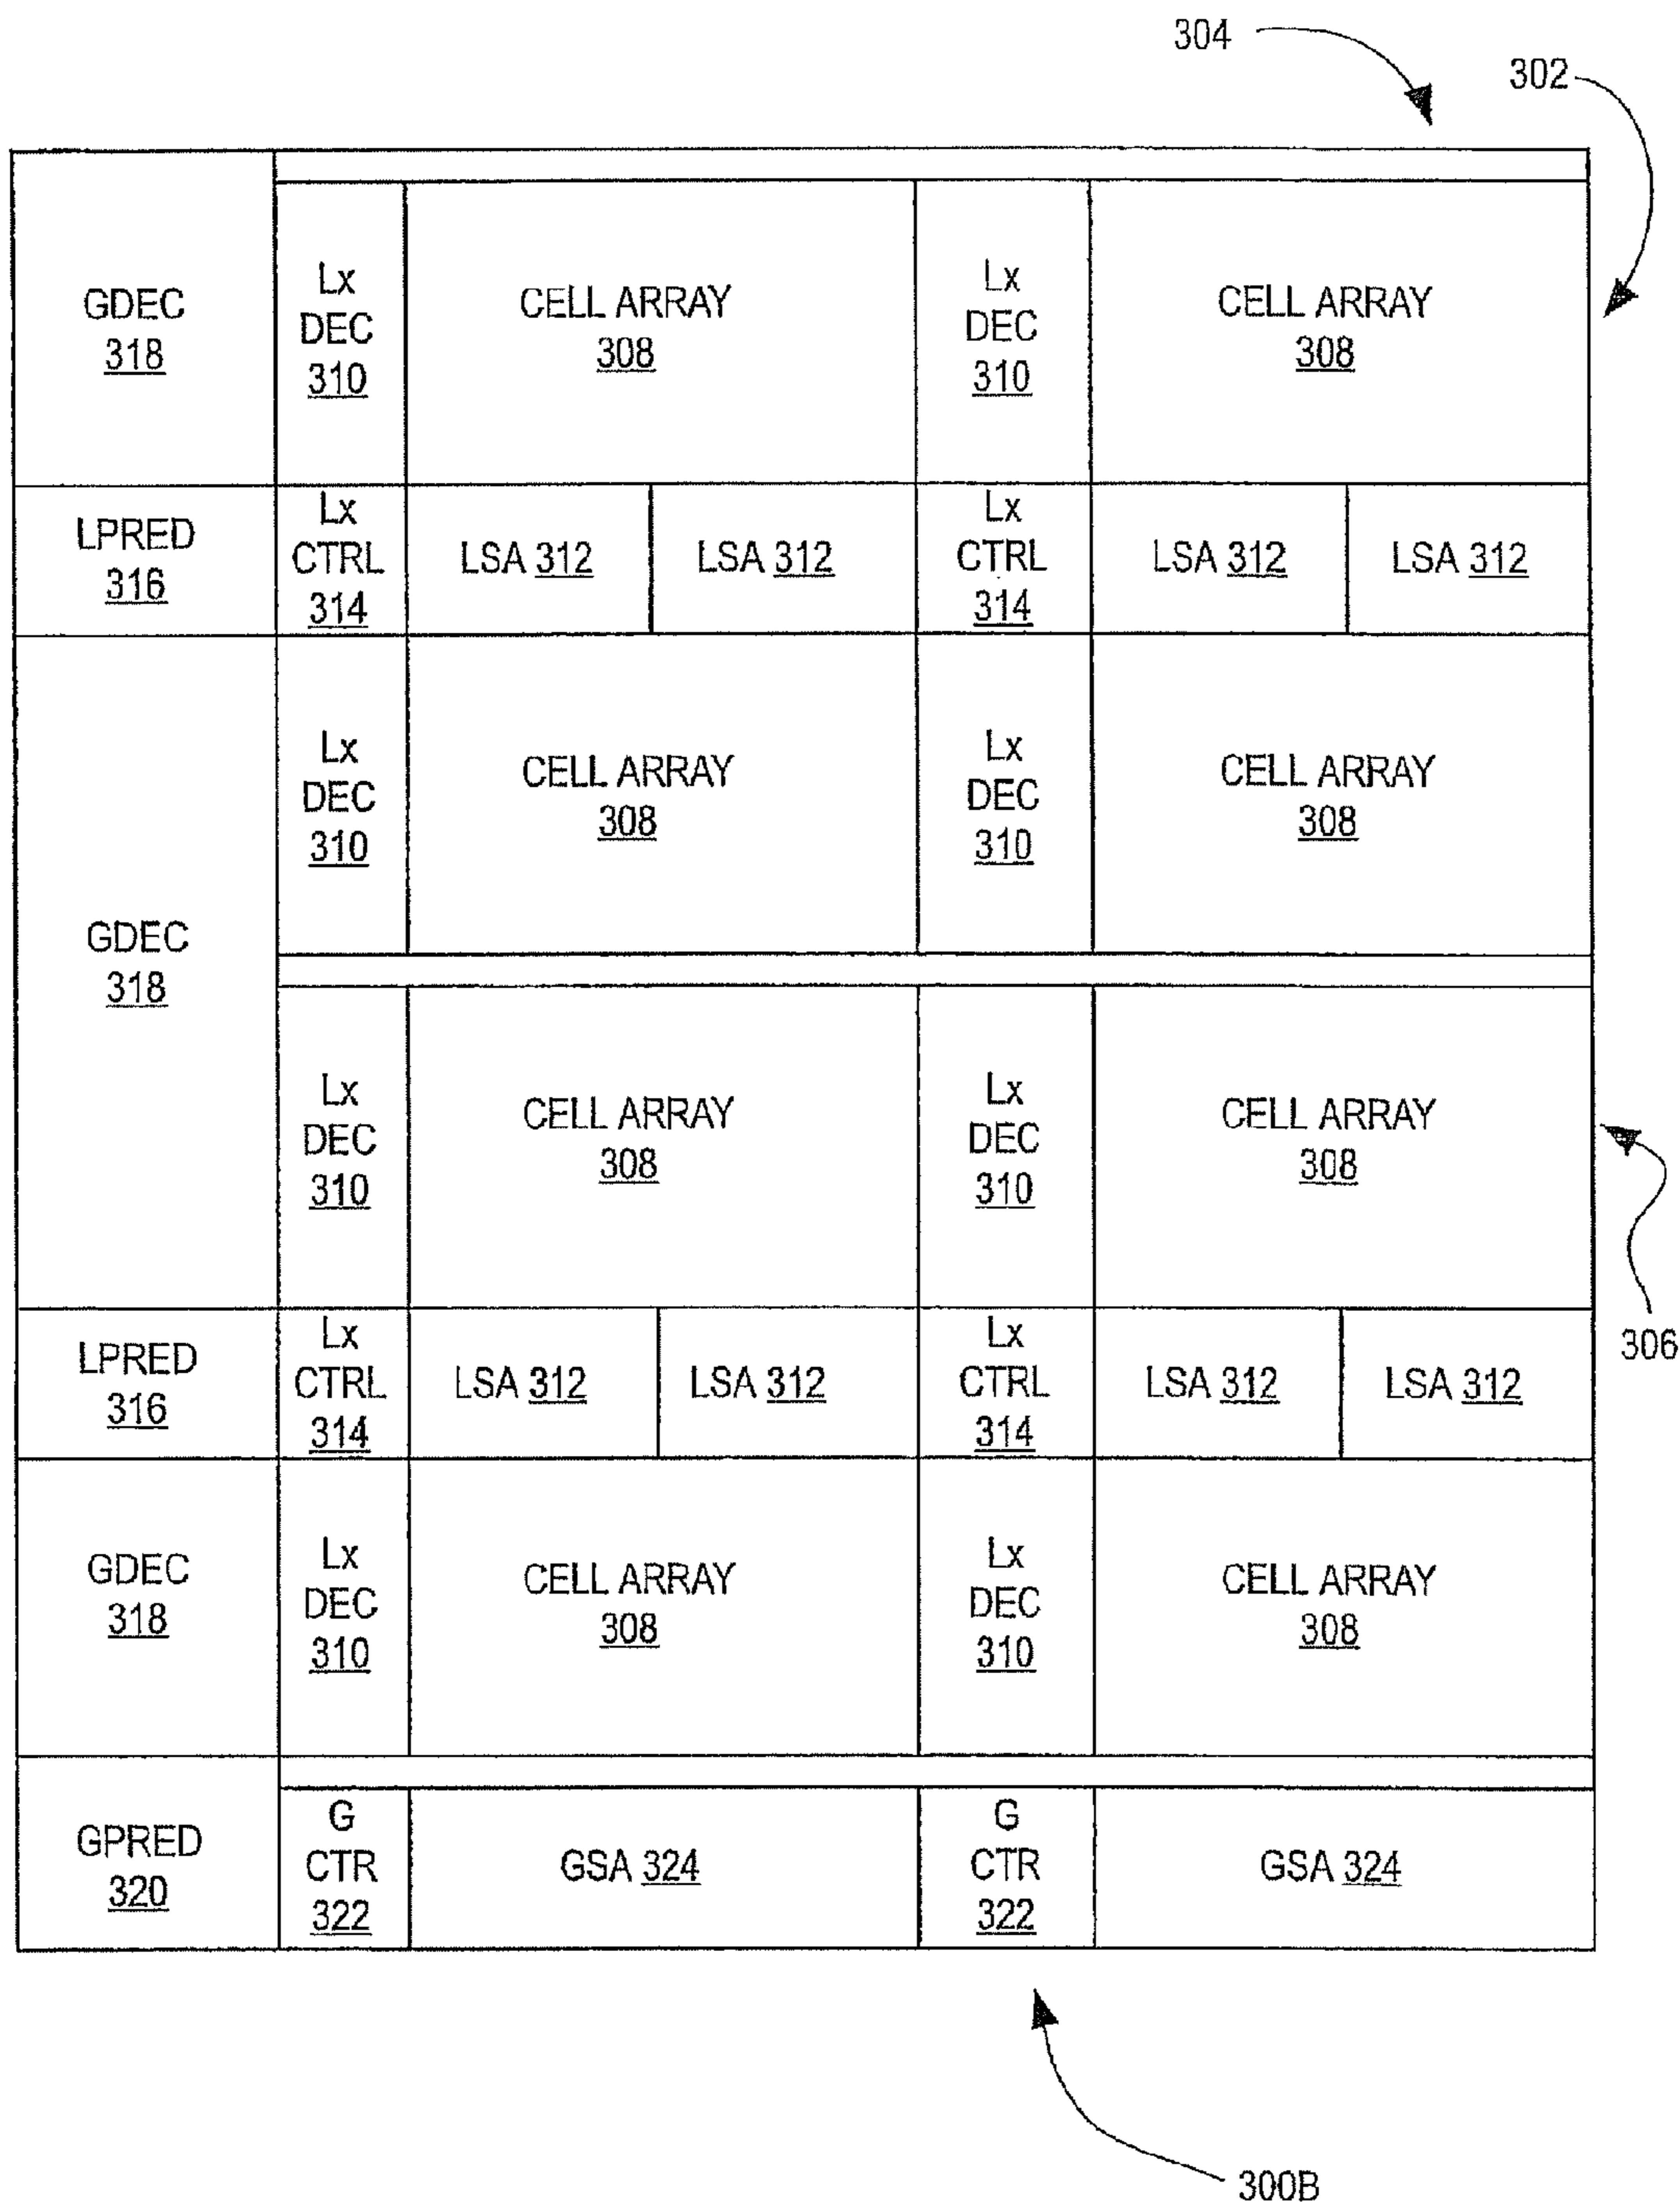 304
302
GDEC
318
Lx
DEC
310
CELL ARRAY
308
Lx
DEC
310
CELL ARRAY
308
LPRED
316
Lx
CTRL
314
LSA 312
LSA 312
Lx
CTRL
314
LSA 312
LSA 312
GDEC
318
Lx
DEC
310
CELL ARRAY
308
Lx
DEC
310
CELL ARRAY
308
Lx
DEC
310
CELL ARRAY
308
Lx
DEC
310
CELL ARRAY
308
306
LPRED
316
Lx
CTRL
314
LSA 312
LSA 312
Lx
CTRL
314
LSA 312
LSA 312
GDEC
318
Lx
DEC
310
CELL ARRAY
308
Lx
DEC
310
CELL ARRAY
308
GPRED
320
G
CTR
322
GSA 324
G
CTR
322
GSA 324
300B